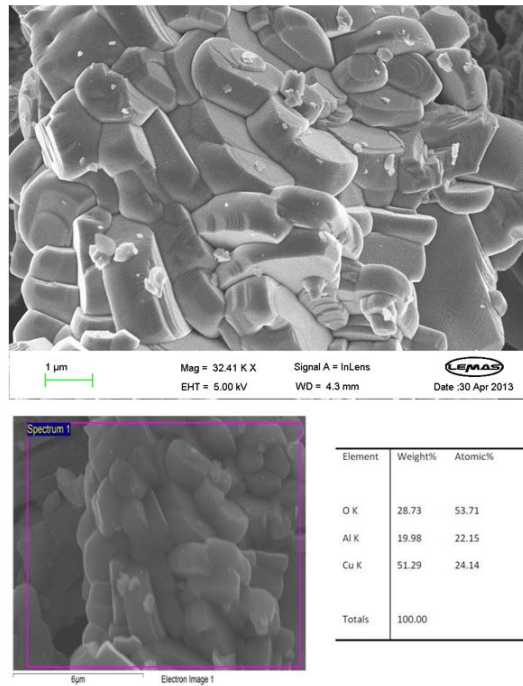 1 µm
Mag = 32.41 K X
Signal A = InLens
EHT = 5.00 kV
WD = 4.3 mm
LEMAS
Date :30 Apr 2013
Spectrum 1
6µm
Electron Image 1
Element Weight% Atomic%
O K 28.73 53.71
Al K 19.98 22.15
Cu K 51.29 24.14
Totals 100.00